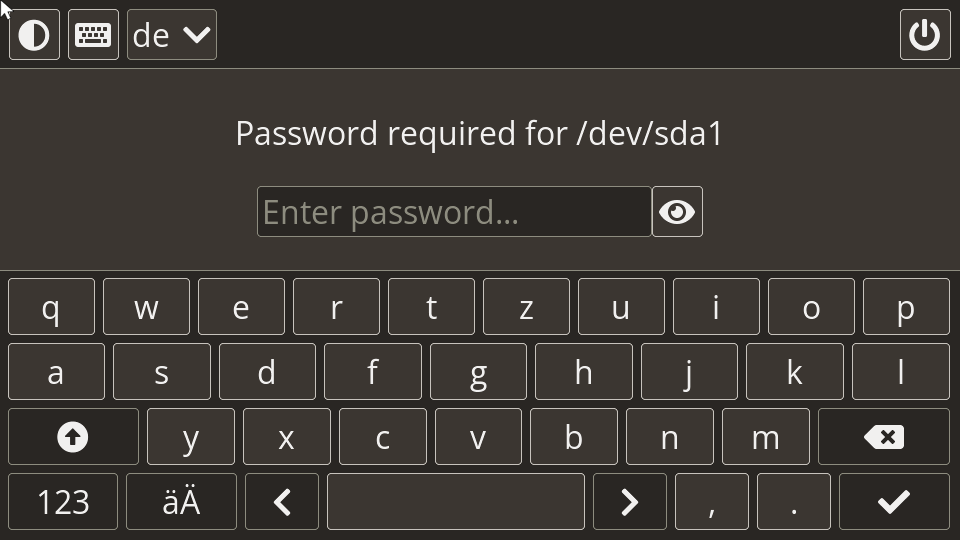 de
Password required for /dev/sda1
Enter password...
q w e r t z u i o p
a s d f g h j k l
y x c v b n m
123 äÄ , .